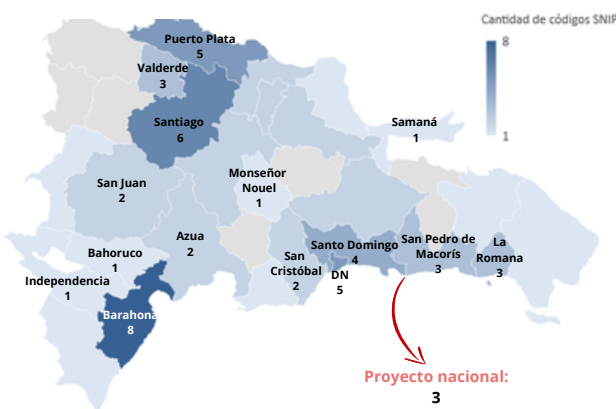 Cantidad de códigos SNIP
8
1
Puerto Plata
5
Valderde
3
Santiago
6
Samaná
1
Monseñor
Nouel
1
San Juan
2
Azua
2
Bahoruco
1
Independencia
1
Barahona
8
San
Cristóbal
2
Santo Domingo
4
DN
5
San Pedro de
Macorís
3
La
Romana
3
Proyecto nacional:
3